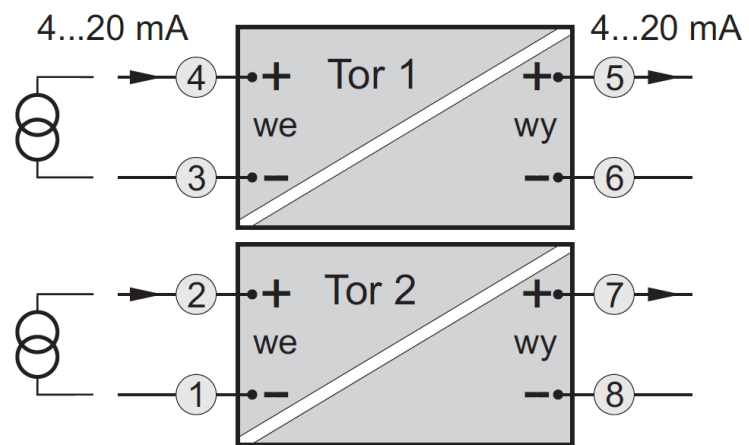 4...20 mA 4...20 mA
4 + Tor 1 + 5
we wy
3 − − 6
2 + Tor 2 + 7
we wy
1 − − 8